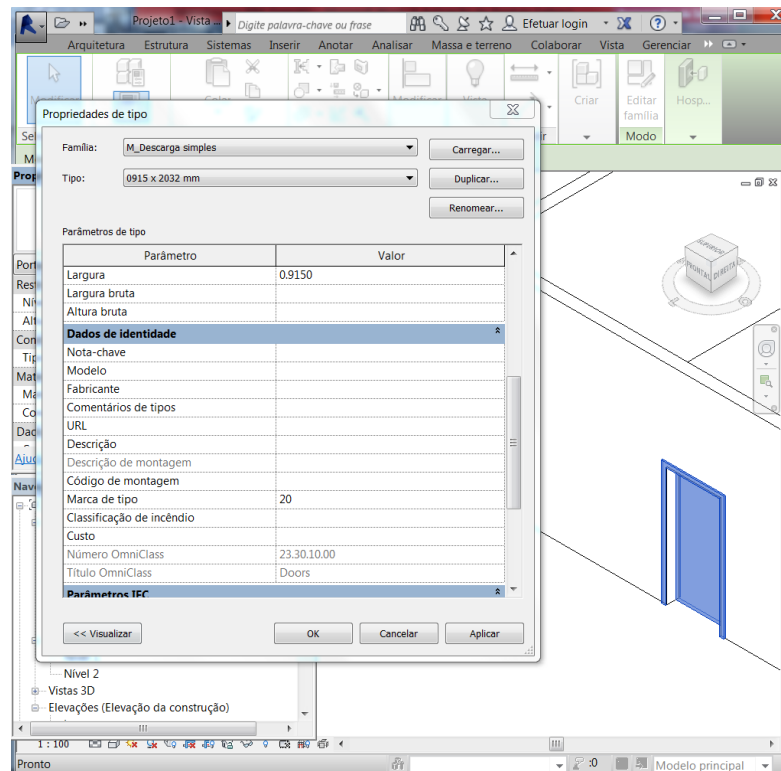 Projeto1 - Vista
Digite palavra-chave ou frase
Efetuar login
Arquitetura Estrutura Sistemas Inserir Anotar Analisar Massa e terreno Colaborar Vista Gerenciar
Criar
Editar família
Hosp...
Modo
Propriedades de tipo
Família: M_Descarga simples Carregar...
Tipo: 0915 x 2032 mm Duplicar...
Renomear...
Parâmetros de tipo
Parâmetro Valor
Largura 0.9150
Largura bruta
Altura bruta
Dados de identidade
Nota-chave
Modelo
Fabricante
Comentários de tipos
URL
Descrição
Descrição de montagem
Código de montagem
Marca de tipo 20
Classificação de incêndio
Custo
Número OmniClass 23.30.10.00
Título OmniClass Doors
Parâmetros IFC
<< Visualizar OK Cancelar Aplicar
SUPERIOR
FRONTAL DIREITA
Nível 2
Vistas 3D
Elevações (Elevação da construção)
1 : 100
Pronto
:0
Modelo principal